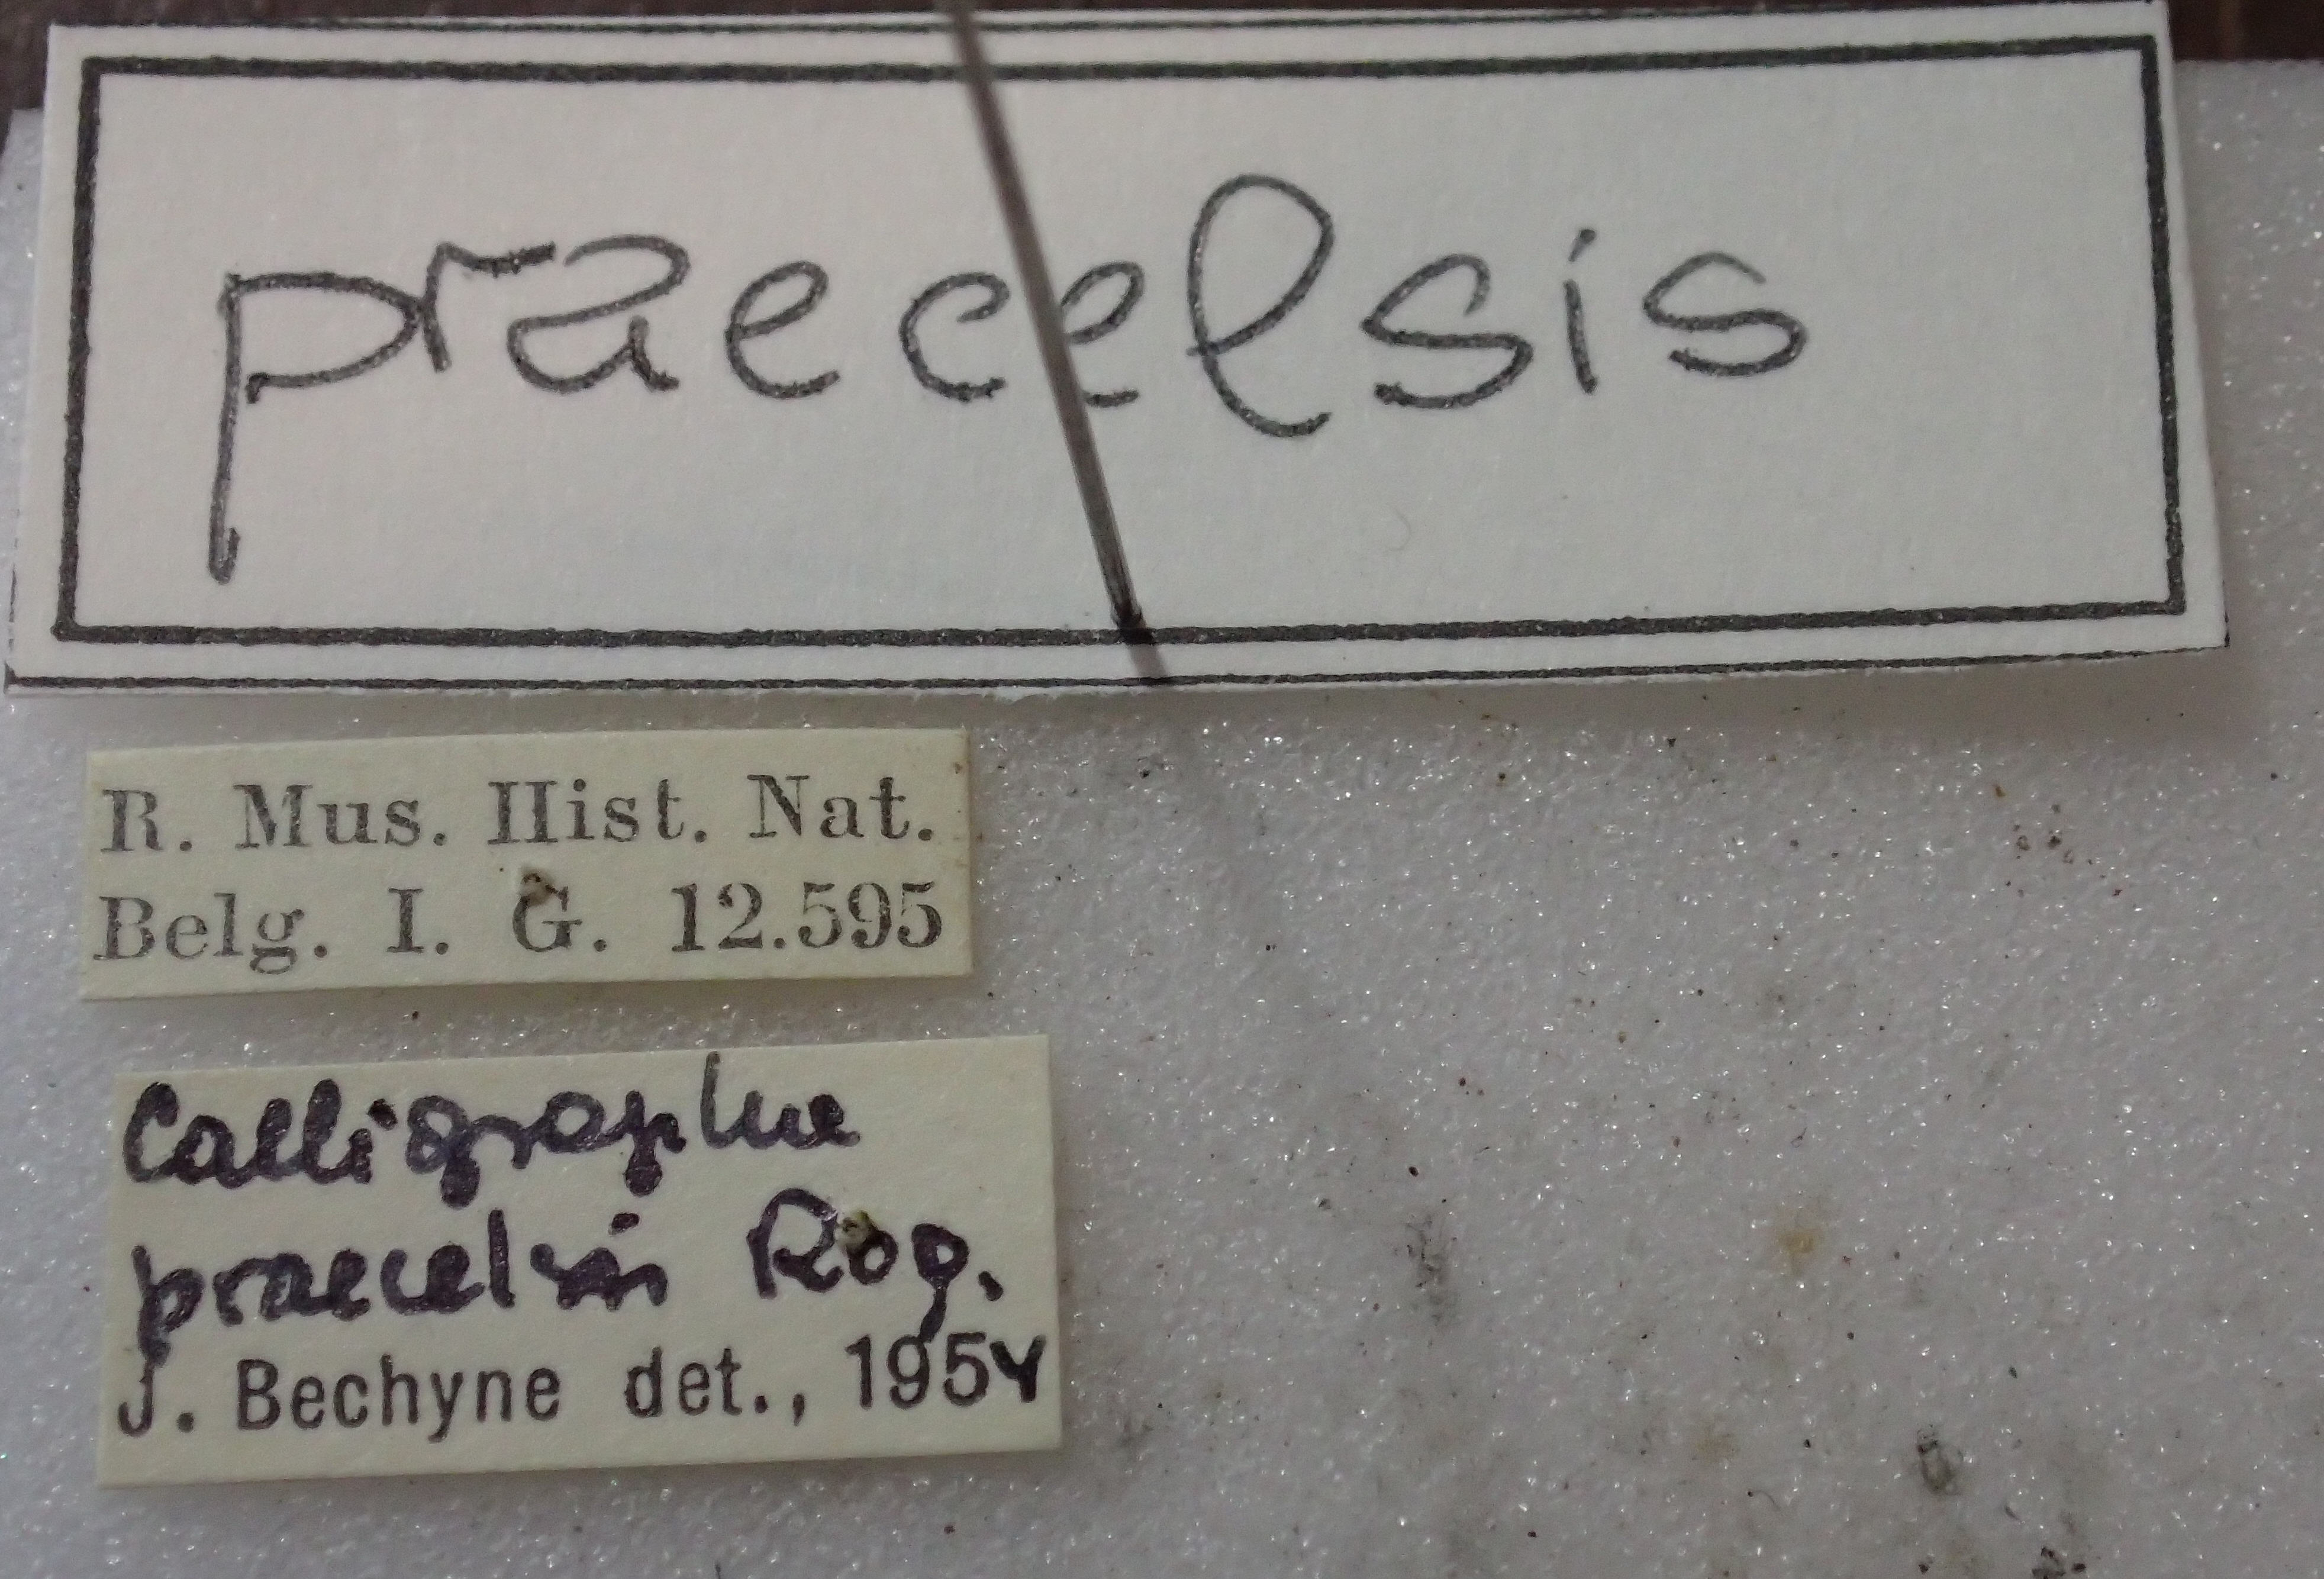 praecelsis
R. Mus. Hist. Nat.
Belg. I. G. 12.595
Calligrapha
praecelsis Rog.
J. Bechyne det., 1954